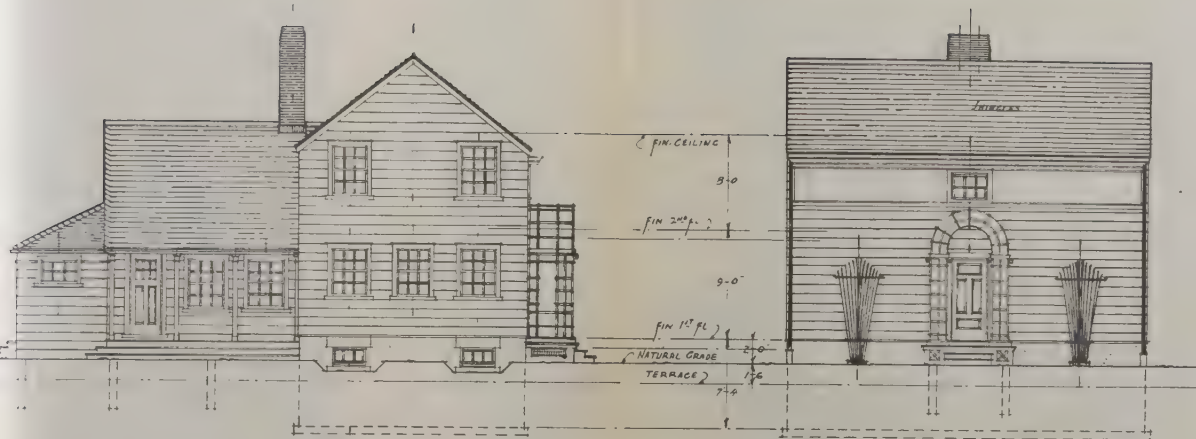 FIN. CEILING
8-0
FIN 2ND FL.
9-0
FIN 1ST FL
2-0
NATURAL GRADE
TERRACE
1-6
7-4
SHINGLES